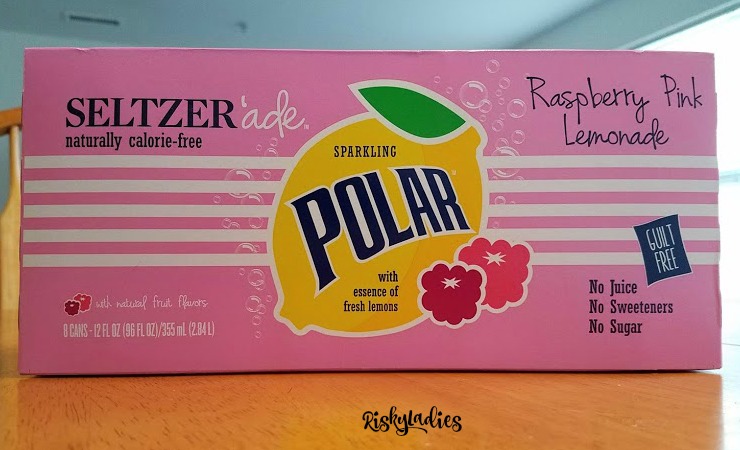 SELTZER'ade™
naturally calorie-free
Raspberry Pink
Lemonade
SPARKLING
POLAR
with
essence of
fresh lemons
GUILT
FREE
with natural fruit flavors
8 CANS - 12 FL OZ (96 FL OZ)/355 mL (2.84 L)
No Juice
No Sweeteners
No Sugar
RiskyLadies